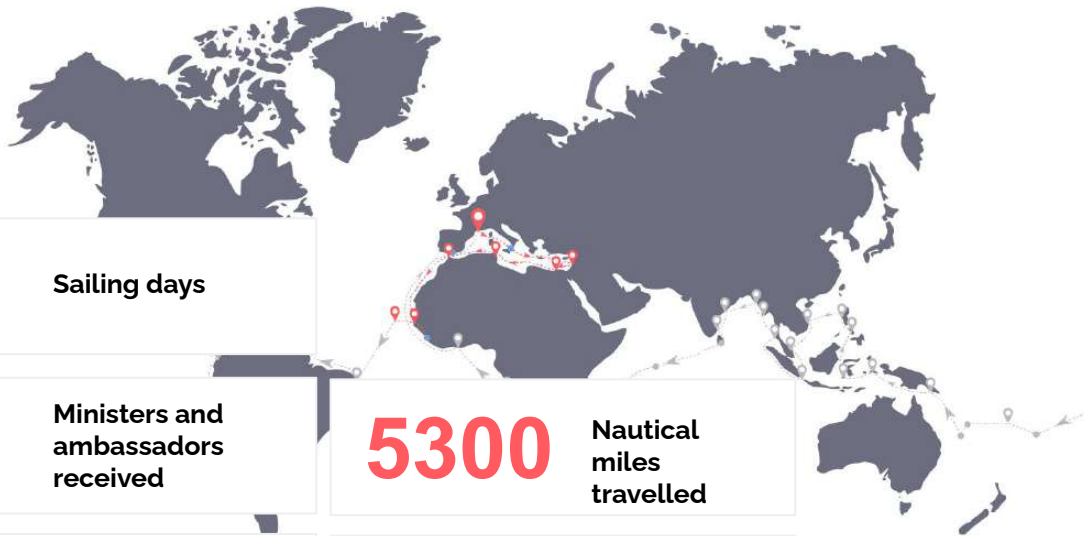 Sailing days
Ministers and
ambassadors
received
5300
Nautical
miles
travelled